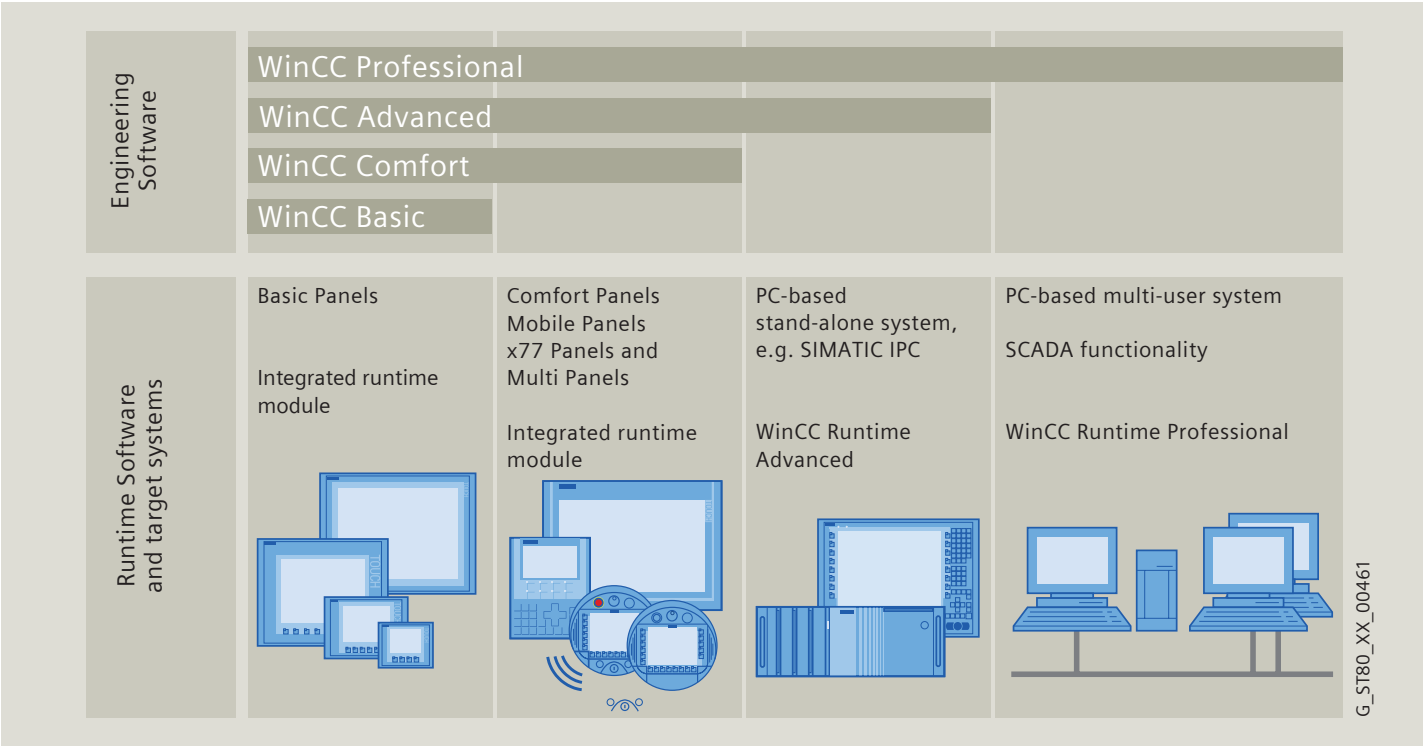 Engineering
Software
WinCC Professional
WinCC Advanced
WinCC Comfort
WinCC Basic
Runtime Software
and target systems
Basic Panels
Integrated runtime
module
Comfort Panels
Mobile Panels
x77 Panels and
Multi Panels
Integrated runtime
module
PC-based
stand-alone system,
e.g. SIMATIC IPC
WinCC Runtime
Advanced
PC-based multi-user system
SCADA functionality
WinCC Runtime Professional
TOUCH
TOUCH
G_ST80_XX_00461